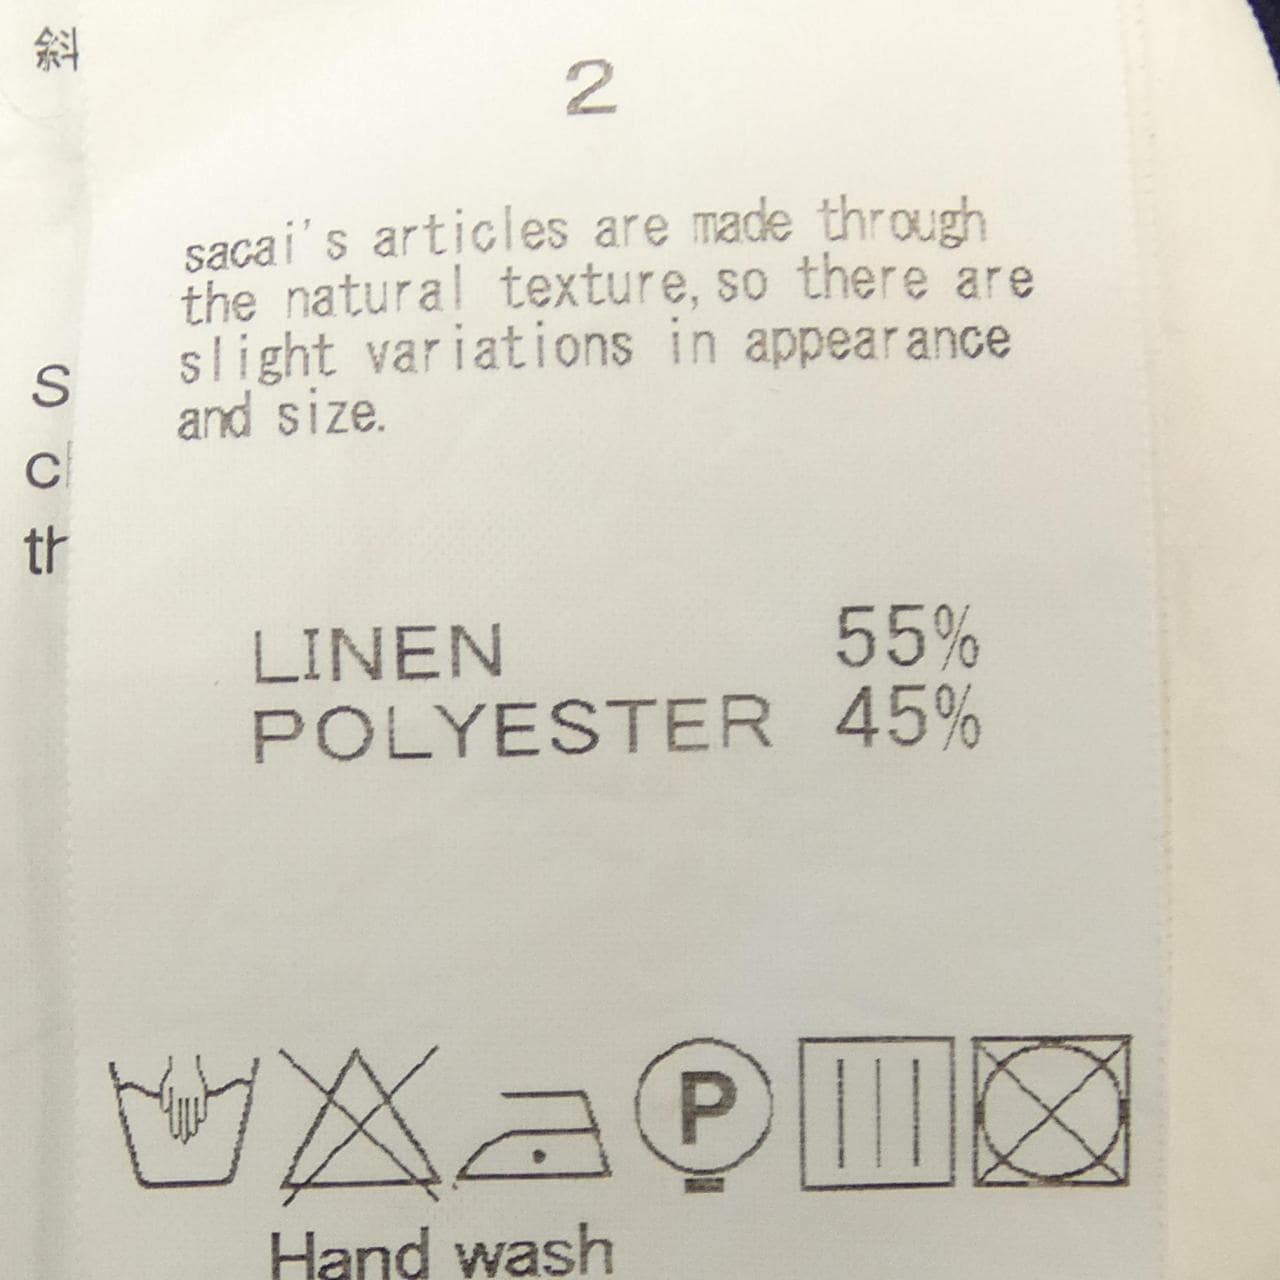 斜
2
sacai's articles are made through
the natural texture, so there are
slight variations in appearance
and size.
S
c
th
LINEN 55%
POLYESTER 45%
P
Hand wash